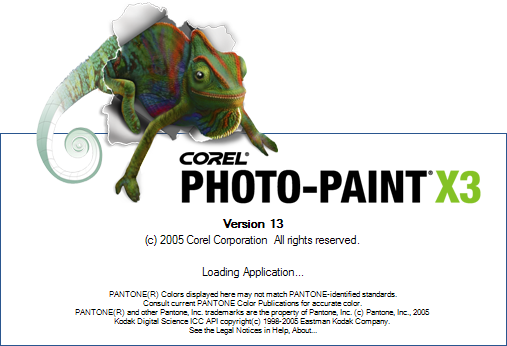 COREL®
PHOTO-PAINT® X3
Version 13
(c) 2005 Corel Corporation  All rights reserved.
Loading Application...
PANTONE(R) Colors displayed here may not match PANTONE-identified standards.
Consult current PANTONE Color Publications for accurate color.
PANTONE(R) and other Pantone, Inc. trademarks are the property of Pantone, Inc. (c) Pantone, Inc., 2005
Kodak Digital Science ICC API copyright(c) 1998-2005 Eastman Kodak Company.
See the Legal Notices in Help, About...